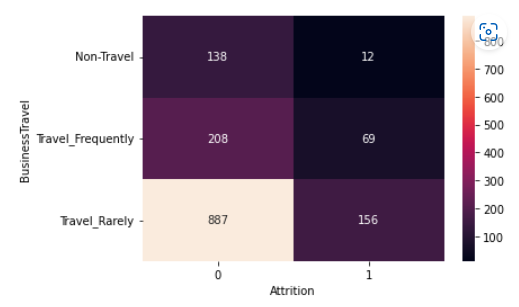 Non-Travel 138 12
Travel_Frequently 208 69
Travel_Rarely 887 156
BusinessTravel
0 1
Attrition
800
700
600
500
400
300
200
100